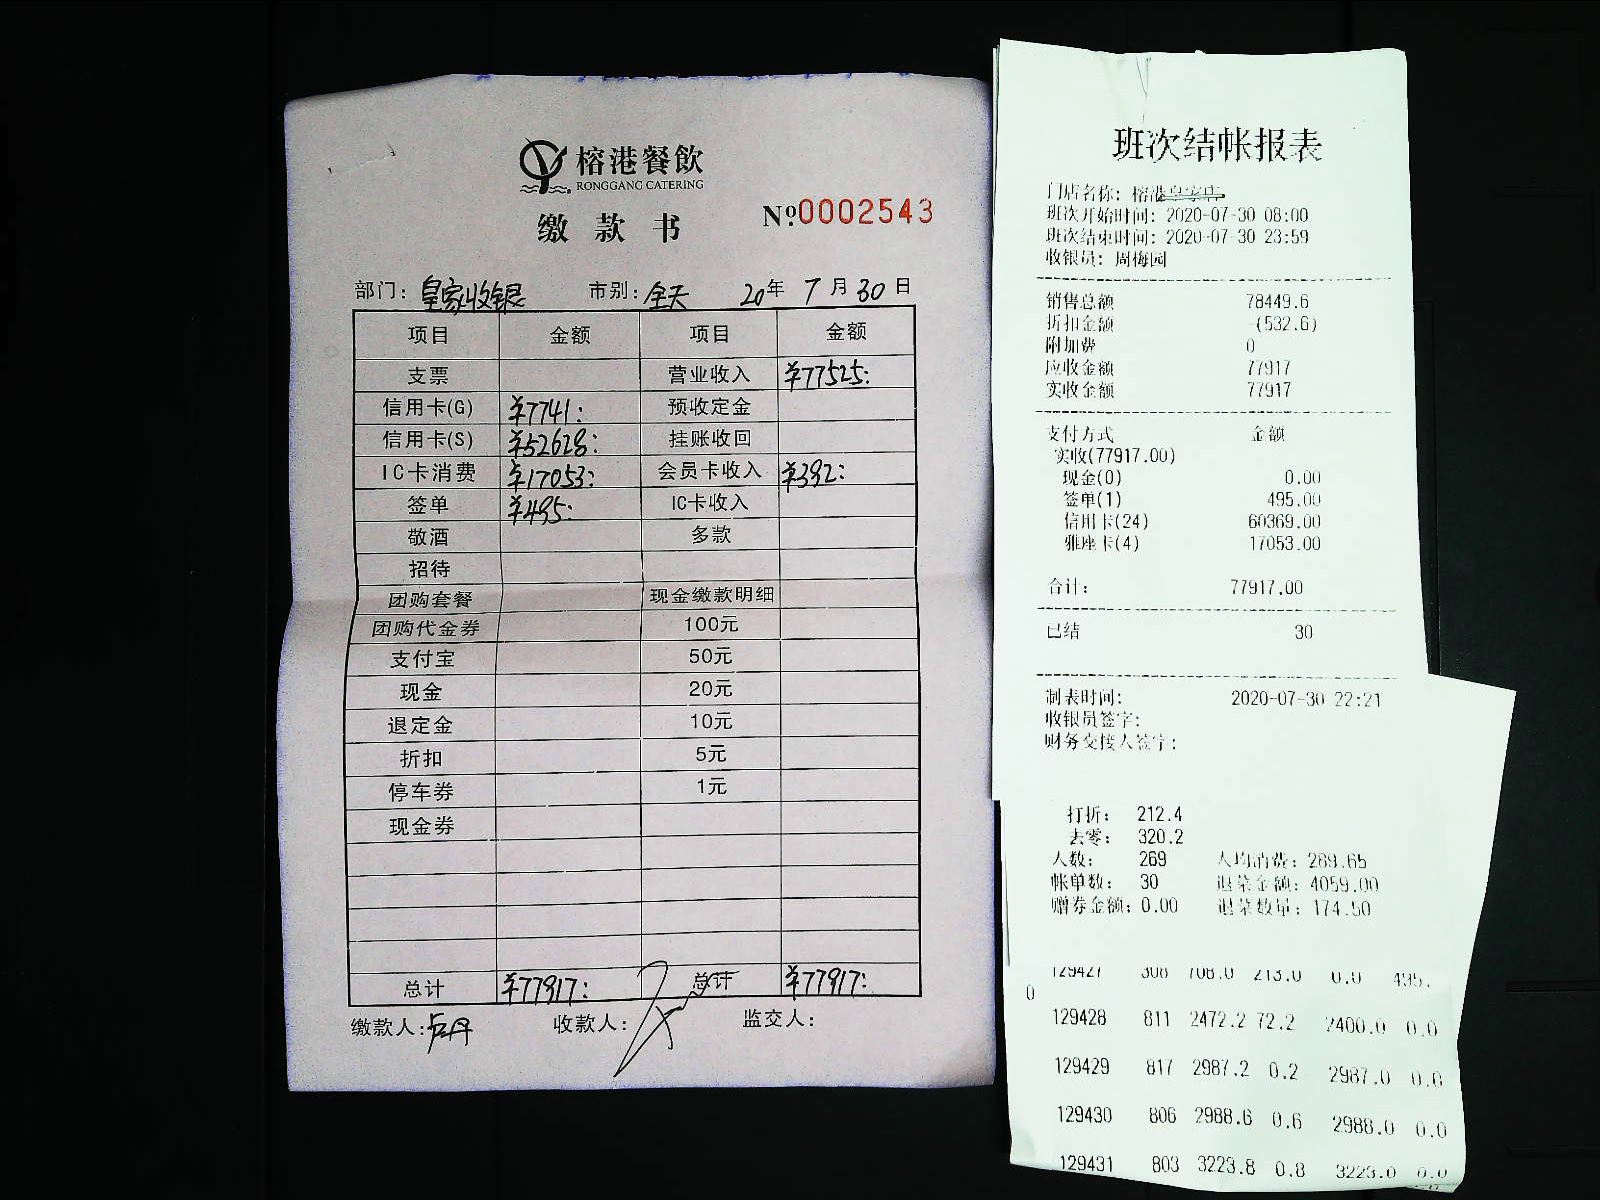 榕港餐飲
RONGGANG CATERING
缴款书
№0002543
部门：皇家收银 市别：全天 20年 7月30日
项目 金额 项目 金额
支票 营业收入 ¥77525:
信用卡(G) ¥7741: 预收定金
信用卡(S) ¥52628: 挂账收回
IC卡消费 ¥17053: 会员卡收入 ¥392:
签单 ¥495: IC卡收入
敬酒 多款
招待
团购套餐 现金缴款明细
团购代金券 100元
支付宝 50元
现金 20元
退定金 10元
折扣 5元
停车券 1元
现金券
总计 ¥77917: 总计 ¥77917:
缴款人： 收款人： 监交人：
班次结帐报表
门店名称: 榕港皇家店
班次开始时间: 2020-07-30 08:00
班次结束时间: 2020-07-30 23:59
收银员: 周梅园
销售总额 78449.6
折扣金额 -(532.6)
附加费 0
应收金额 77917
实收金额 77917
支付方式 金额
实收(77917.00)
现金(0) 0.00
签单(1) 495.00
信用卡(24) 60369.00
雅座卡(4) 17053.00
合计: 77917.00
已结 30
制表时间: 2020-07-30 22:21
收银员签字:
财务交接人签字:
打折: 212.4
去零: 320.2
人数: 269 人均消费: 289.65
帐单数: 30 退菜金额: 4059.00
赠券金额: 0.00 退菜数量: 174.50
129427 308 708.0 213.0 0.0 495.
0
129428 811 2472.2 72.2 2400.0 0.0
129429 817 2987.2 0.2 2987.0 0.0
129430 806 2988.6 0.6 2988.0 0.0
129431 803 3223.8 0.8 3223.0 0.0